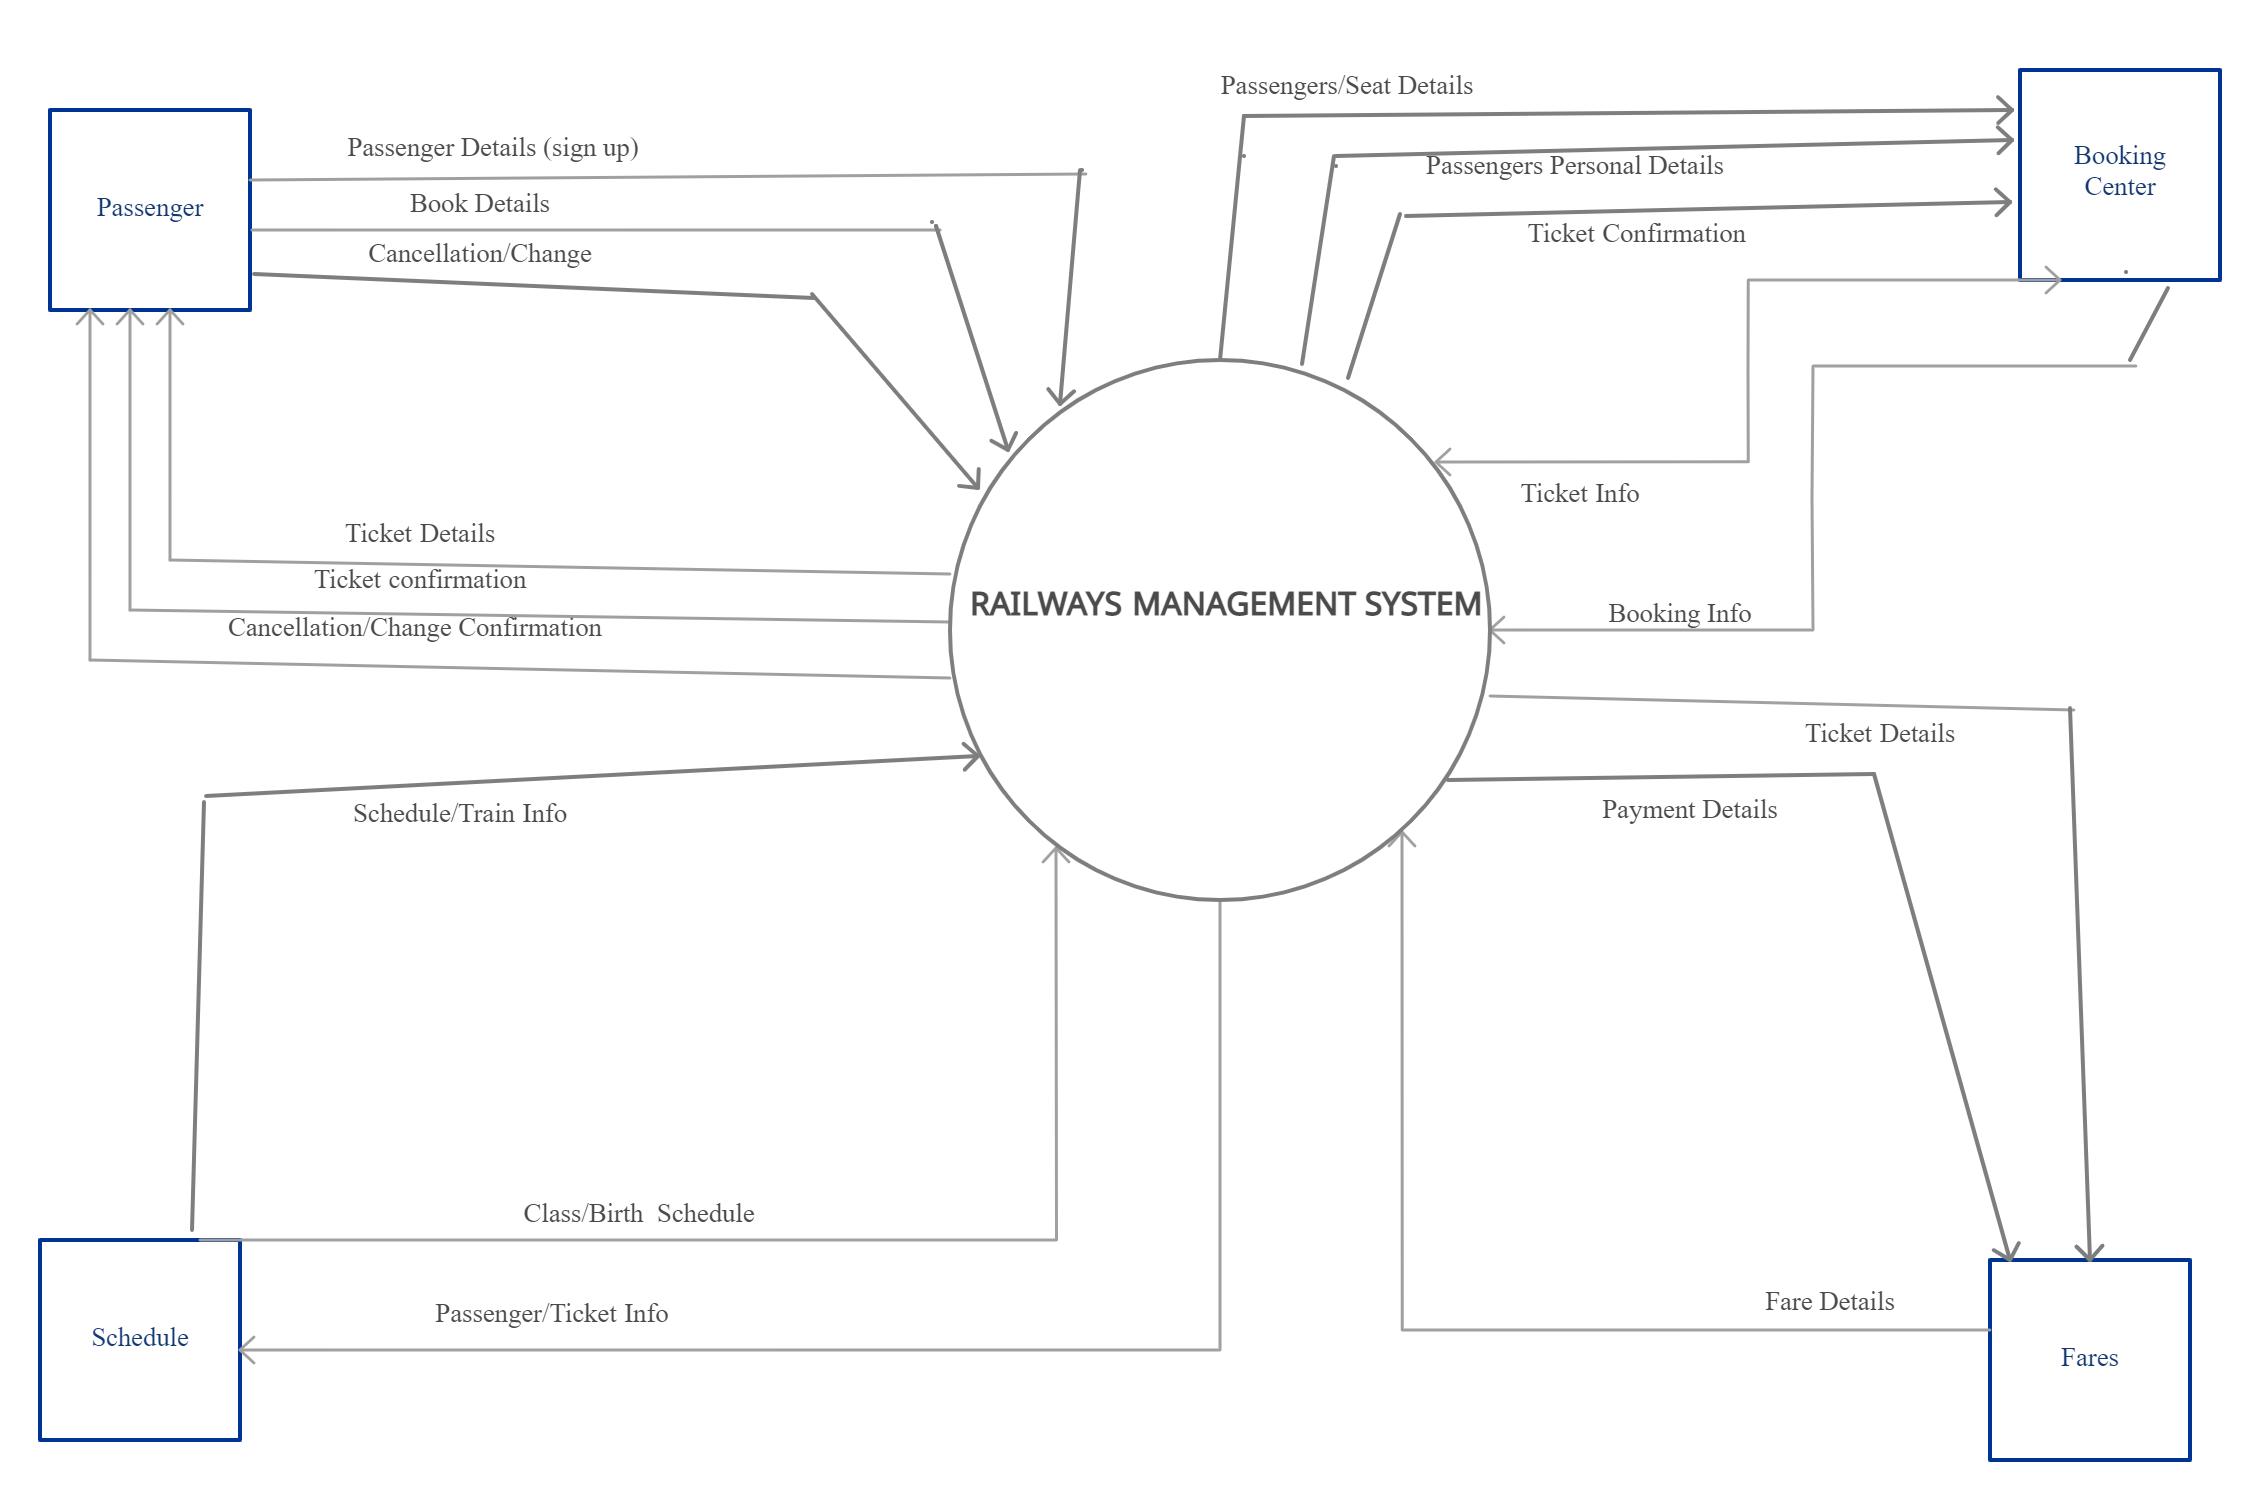 Passengers/Seat Details
Passenger Details (sign up)
Booking
Center
Passengers Personal Details
Passenger
Book Details
Ticket Confirmation
Cancellation/Change
Ticket Info
Ticket Details
Ticket confirmation
RAILWAYS MANAGEMENT SYSTEM
Booking Info
Cancellation/Change Confirmation
Ticket Details
Schedule/Train Info
Payment Details
Class/Birth  Schedule
Fare Details
Passenger/Ticket Info
Schedule
Fares